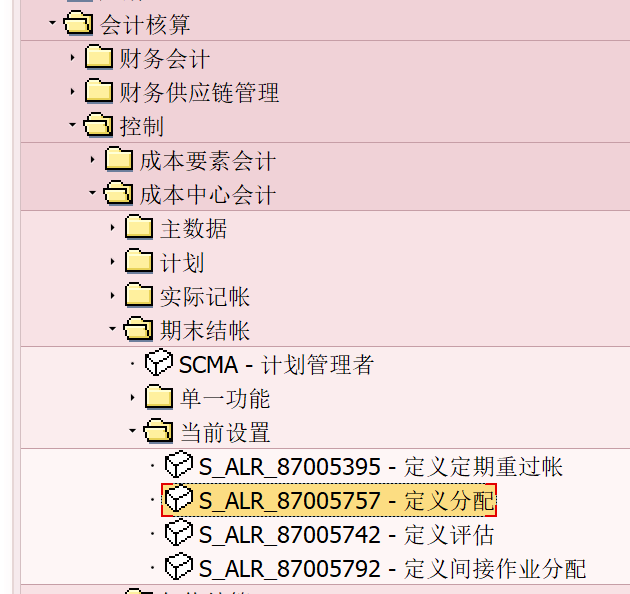 会计核算
财务会计
财务供应链管理
控制
成本要素会计
成本中心会计
主数据
计划
实际记帐
期末结帐
SCMA - 计划管理者
单一功能
当前设置
S_ALR_87005395 - 定义定期重过帐
S_ALR_87005757 - 定义分配
S_ALR_87005742 - 定义评估
S_ALR_87005792 - 定义间接作业分配